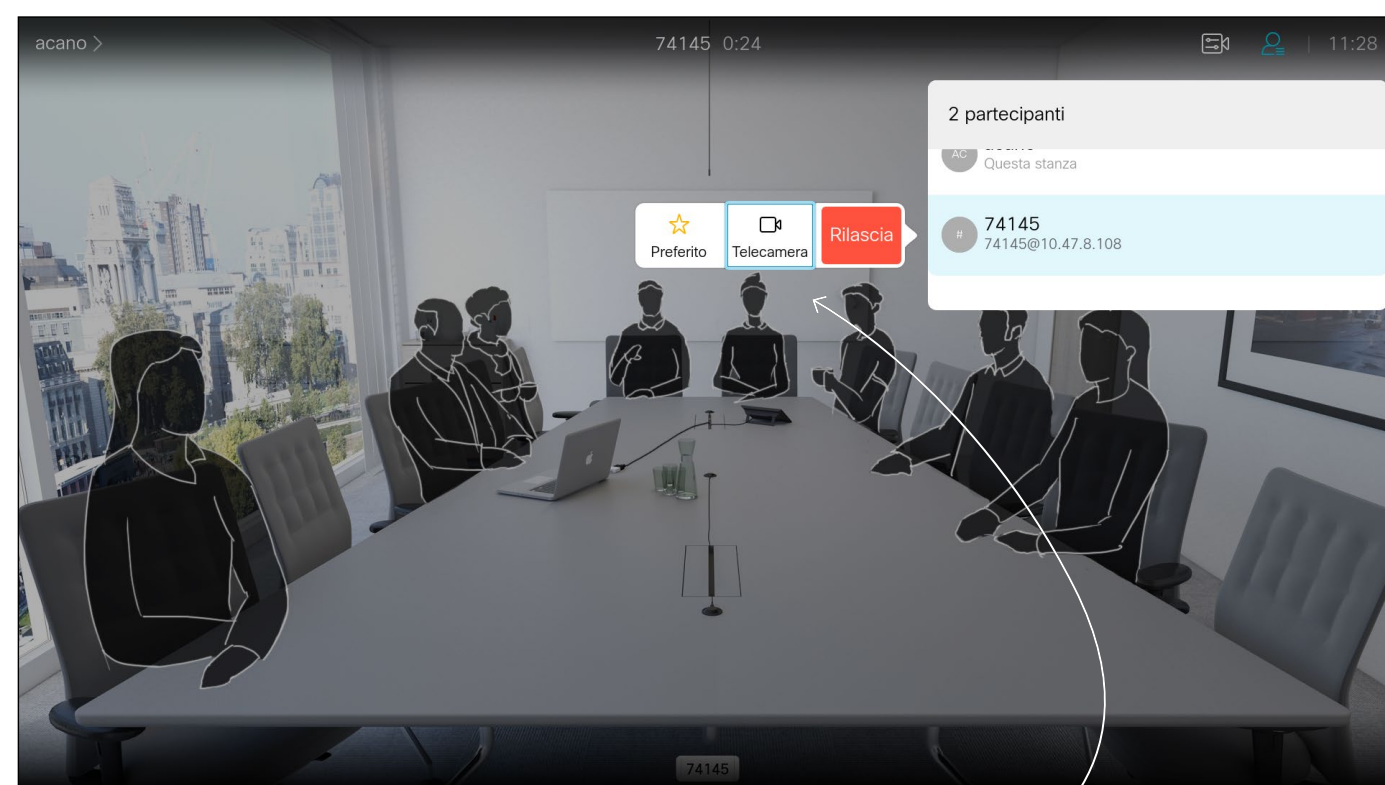 acano
74145 0:24
11:28
2 partecipanti
AC
Questa stanza
Preferito
Telecamera
Rilascia
#
74145
74145@10.47.8.108
74145